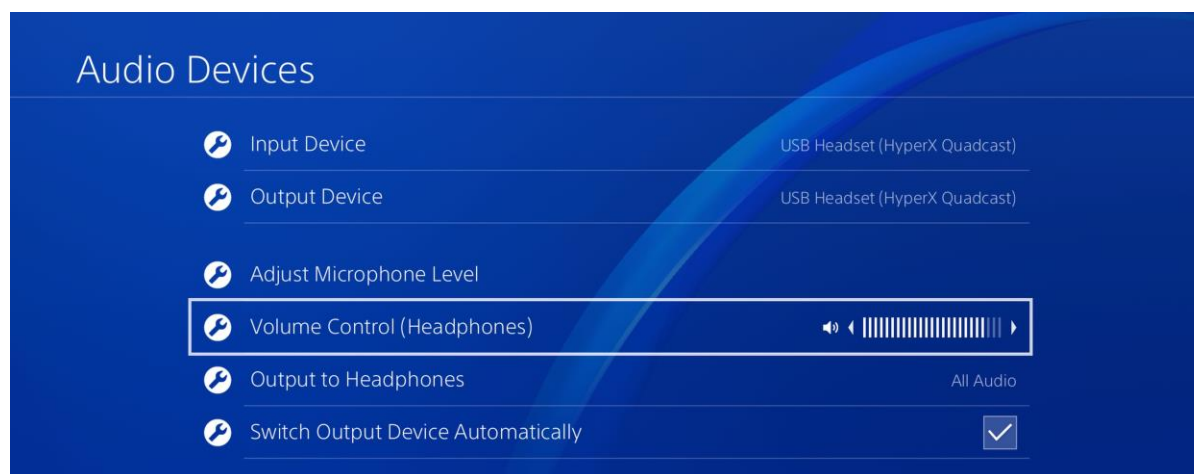 Audio Devices
Input Device USB Headset (HyperX Quadcast)
Output Device USB Headset (HyperX Quadcast)
Adjust Microphone Level
Volume Control (Headphones)
Output to Headphones All Audio
Switch Output Device Automatically